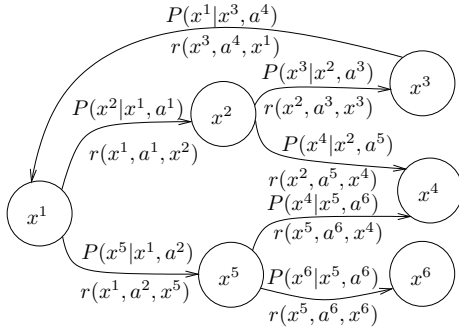 P(x^1|x^3, a^4)
r(x^3, a^4, x^1)
P(x^3|x^2, a^3)
x^3
P(x^2|x^1, a^1)
x^2
r(x^2, a^3, x^3)
r(x^1, a^1, x^2)
P(x^4|x^2, a^5)
r(x^2, a^5, x^4)
x^4
x^1
P(x^4|x^5, a^6)
r(x^5, a^6, x^4)
P(x^5|x^1, a^2)
x^5
P(x^6|x^5, a^6)
x^6
r(x^1, a^2, x^5)
r(x^5, a^6, x^6)